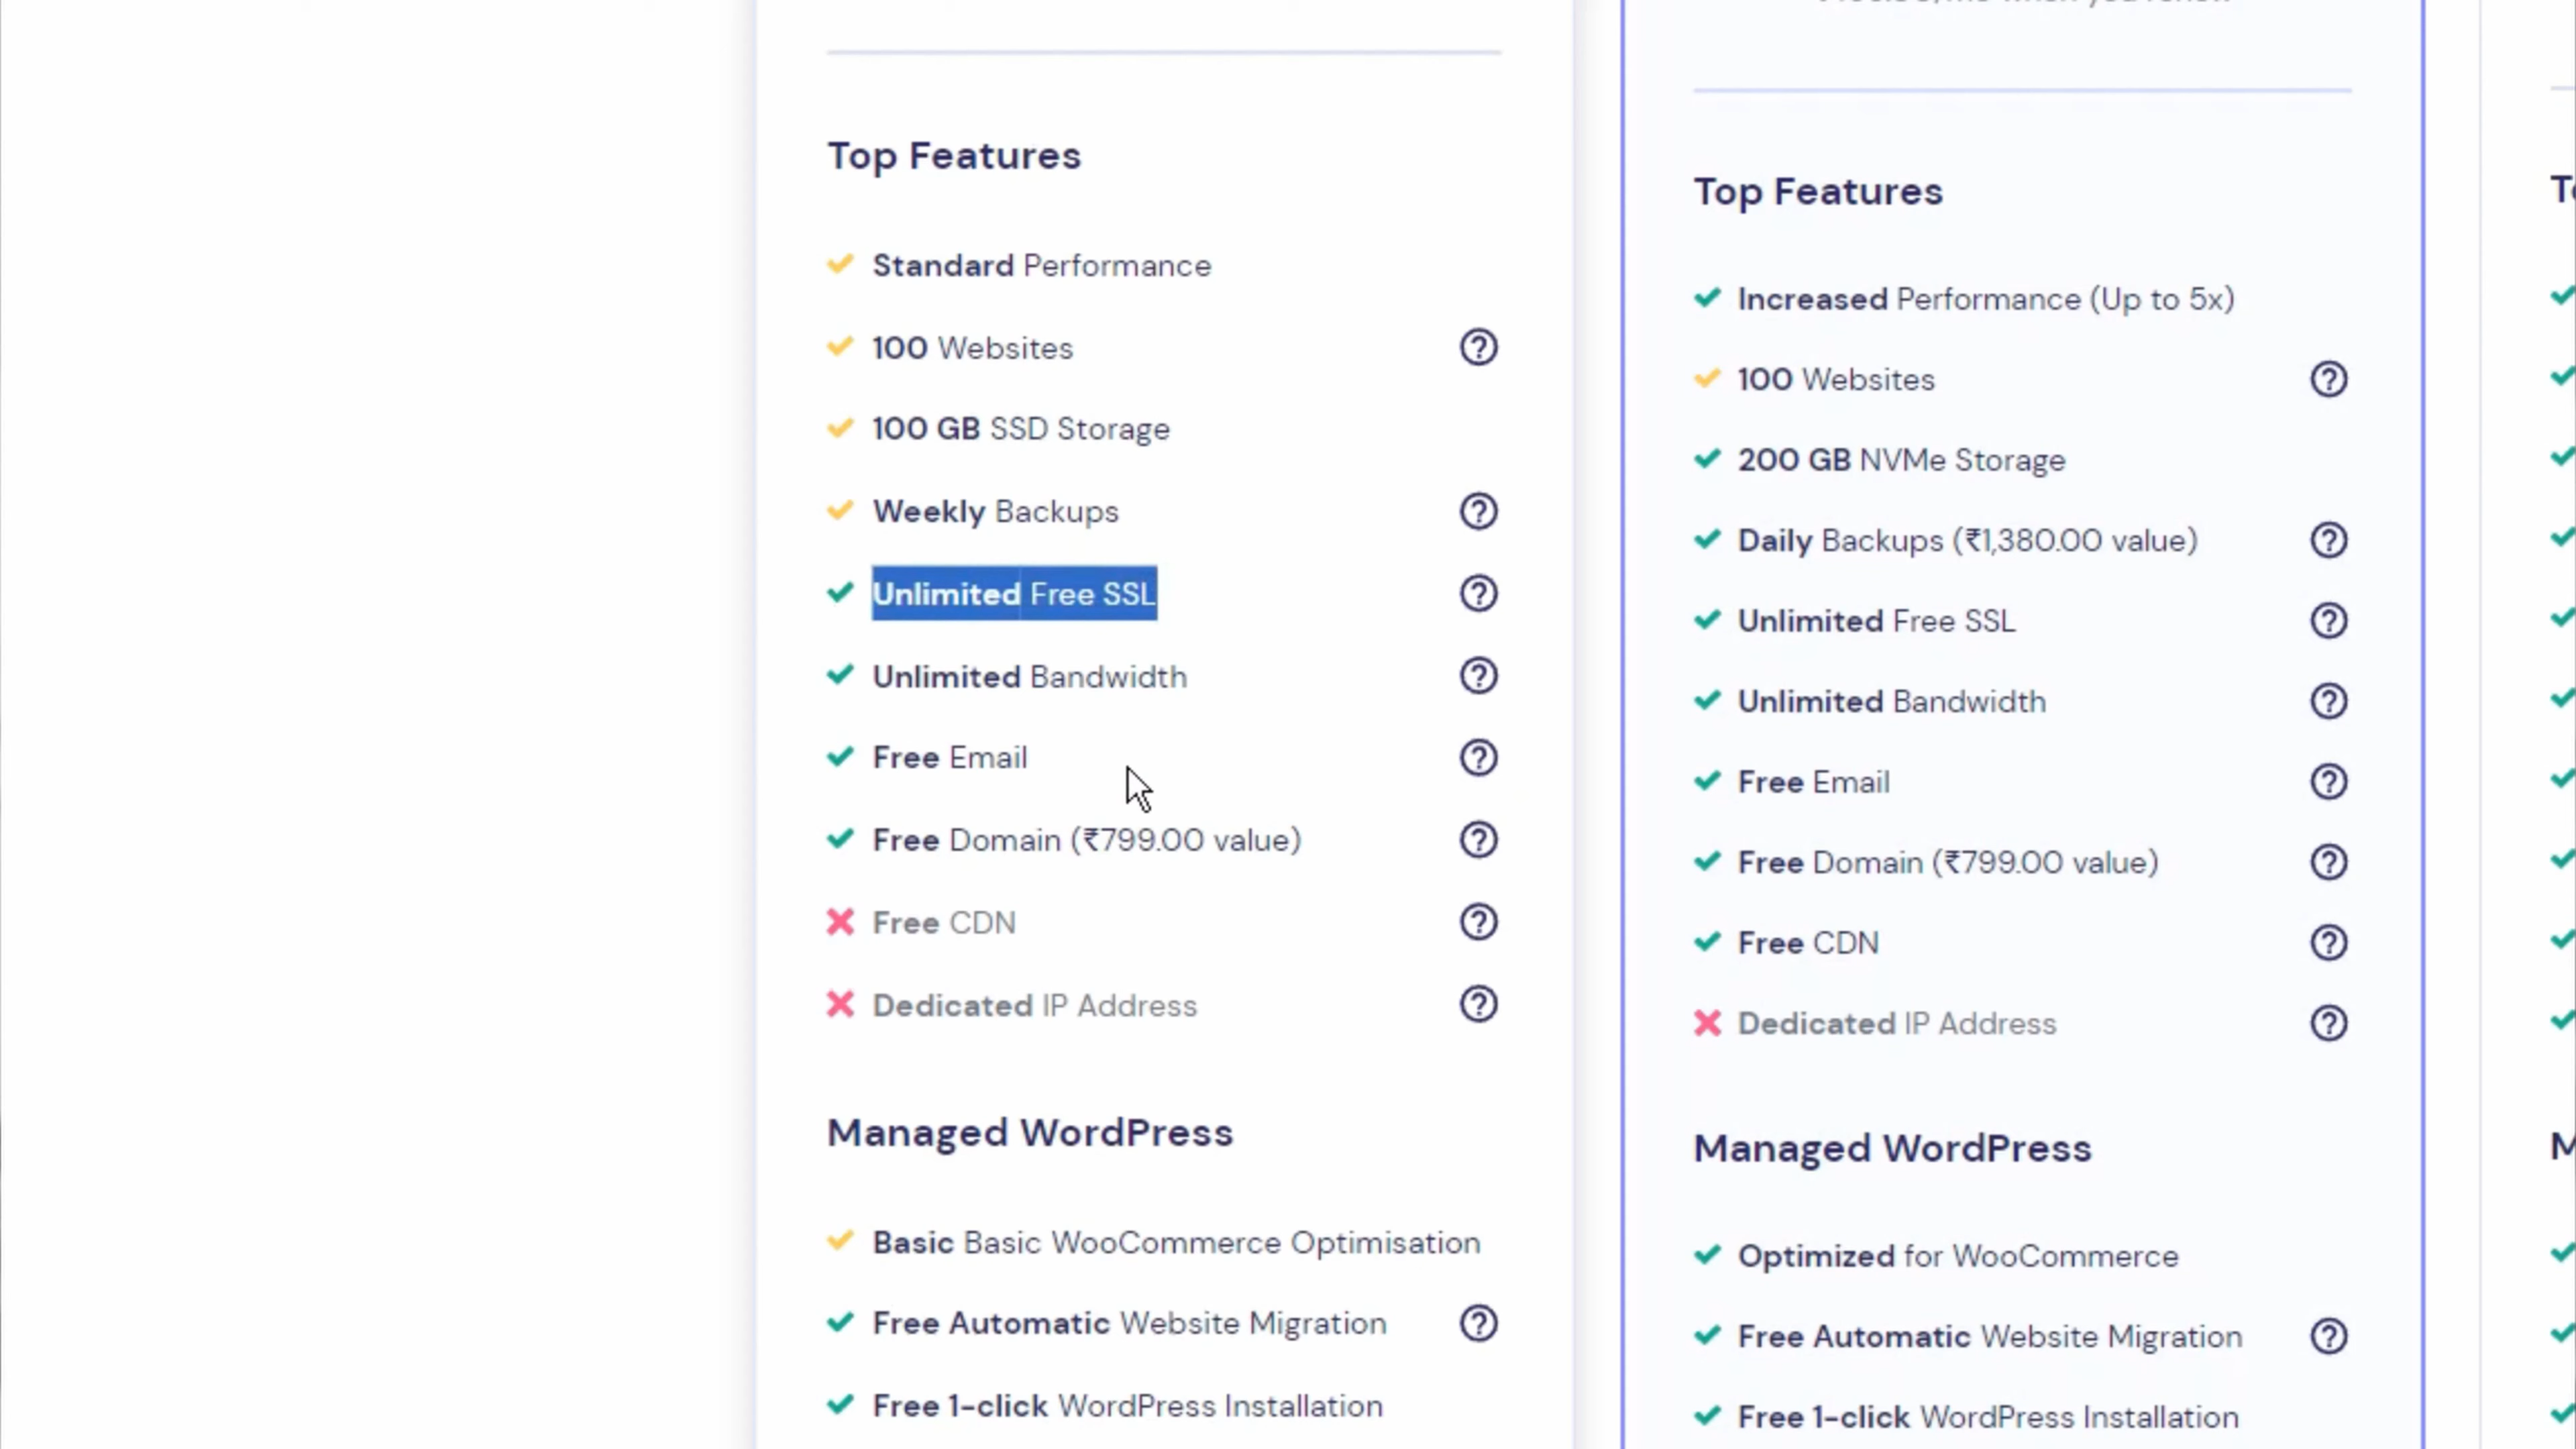 Top Features
Standard Performance
100 Websites
100 GB SSD Storage
Weekly Backups
Unlimited Free SSL
Unlimited Bandwidth
Free Email
Free Domain (₹799.00 value)
Free CDN
Dedicated IP Address
Managed WordPress
Basic Basic WooCommerce Optimisation
Free Automatic Website Migration
Free 1-click WordPress Installation
Top Features
Increased Performance (Up to 5x)
100 Websites
200 GB NVMe Storage
Daily Backups (₹1,380.00 value)
Unlimited Free SSL
Unlimited Bandwidth
Free Email
Free Domain (₹799.00 value)
Free CDN
Dedicated IP Address
Managed WordPress
Optimized for WooCommerce
Free Automatic Website Migration
Free 1-click WordPress Installation